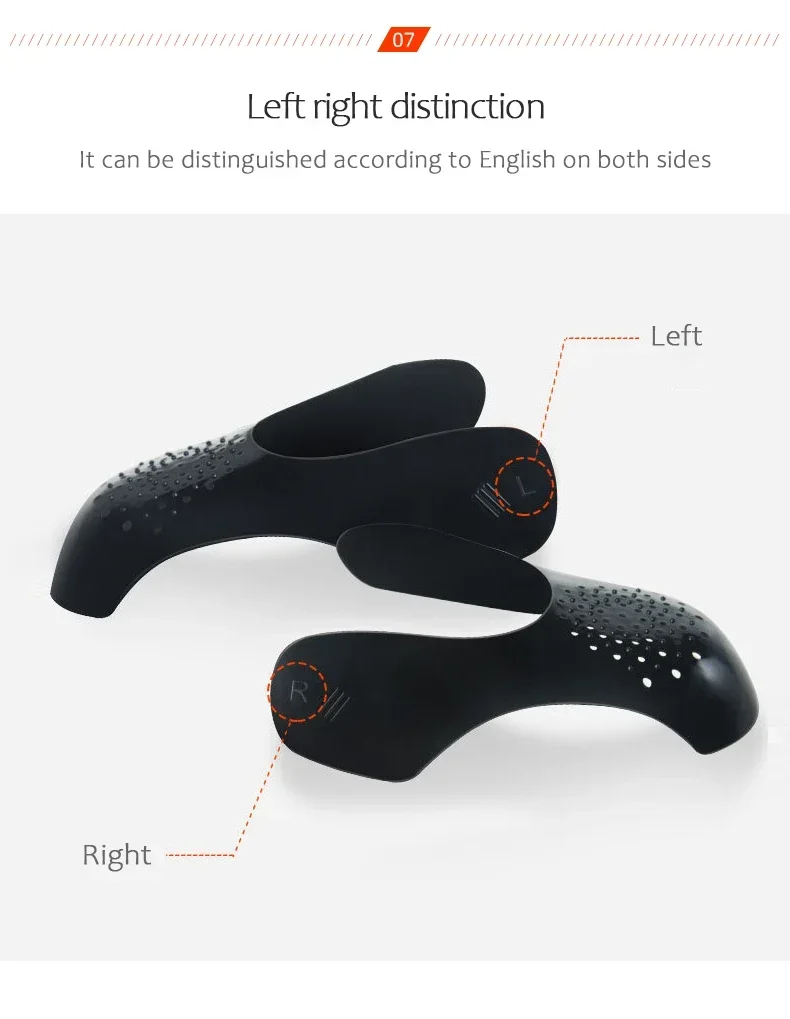 07
Left right distinction
It can be distinguished according to English on both sides
Left
L
R
Right